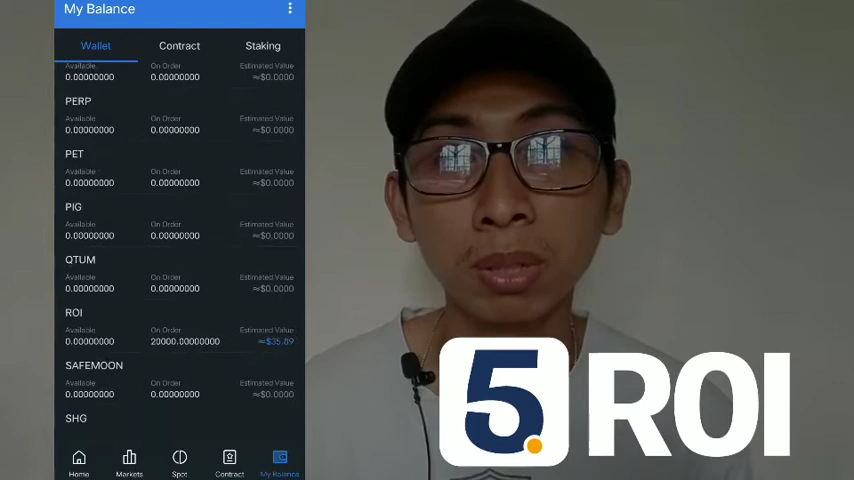 My Balance
Wallet Contract Staking
Available On Order Estimated Value
0.00000000 0.00000000 ≈$0.0000
PERP
Available On Order Estimated Value
0.00000000 0.00000000 ≈$0.0000
PET
Available On Order Estimated Value
0.00000000 0.00000000 ≈$0.0000
PIG
Available On Order Estimated Value
0.00000000 0.00000000 ≈$0.0000
QTUM
Available On Order Estimated Value
0.00000000 0.00000000 ≈$0.0000
ROI
Available On Order Estimated Value
0.00000000 20000.00000000 ≈$35.89
SAFEMOON
Available On Order Estimated Value
0.00000000 0.00000000 ≈$0.0000
SHG
Home Markets Spot Contract My Balance
5. ROI